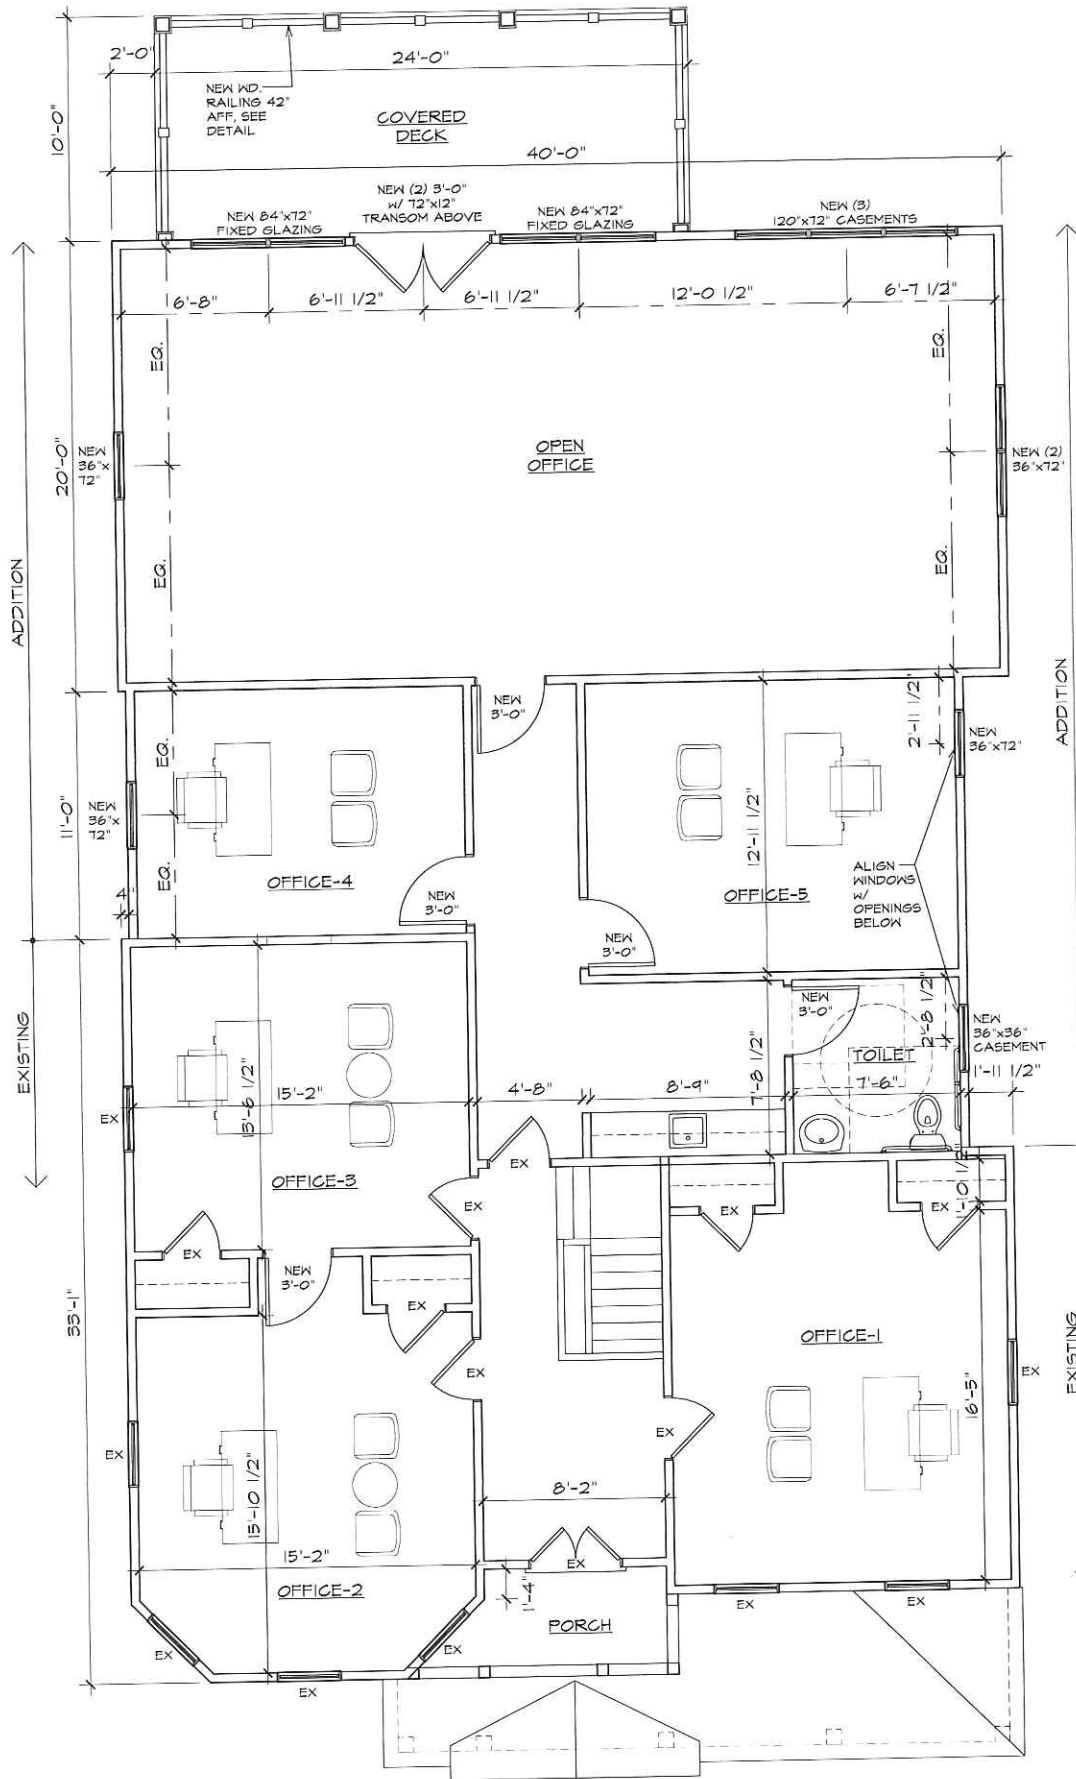 2'-0"
24'-0"
10'-0"
NEW WD.
RAILING 42"
AFF, SEE
DETAIL
COVERED
DECK
40'-0"
NEW 84"x72"
FIXED GLAZING
NEW (2) 3'-0"
W/ 72"x12"
TRANSOM ABOVE
NEW 84"x72"
FIXED GLAZING
NEW (3)
120"x72" CASEMENTS
6'-8"
6'-11 1/2"
6'-11 1/2"
12'-0 1/2"
6'-7 1/2"
EQ.
EQ.
20'-0"
NEW
36"x
72"
OPEN
OFFICE
NEW (2)
36"x72"
EQ.
EQ.
ADDITION
ADDITION
NEW
3'-0"
2'-11 1/2"
NEW
36"x72"
EQ.
11'-0"
NEW
36"x
72"
12'-11 1/2"
EQ.
4"
OFFICE-4
NEW
3'-0"
OFFICE-5
ALIGN
WINDOWS
W/
OPENINGS
BELOW
NEW
3'-0"
EXISTING
NEW
3'-0"
2'-8 1/2"
NEW
36"x36"
CASEMENT
TOILET
7'-6"
1'-11 1/2"
7'-8 1/2"
8'-9"
4'-8"
15'-2"
13'-6 1/2"
EX
EX
OFFICE-3
EX
EX
EX
1'-10 1/2"
EX
NEW
3'-0"
EX
33'-1"
OFFICE-1
EX
EX
EXISTING
16'-5"
EX
EX
15'-10 1/2"
8'-2"
15'-2"
EX
OFFICE-2
1'-4"
PORCH
EX
EX
EX
EX
EX